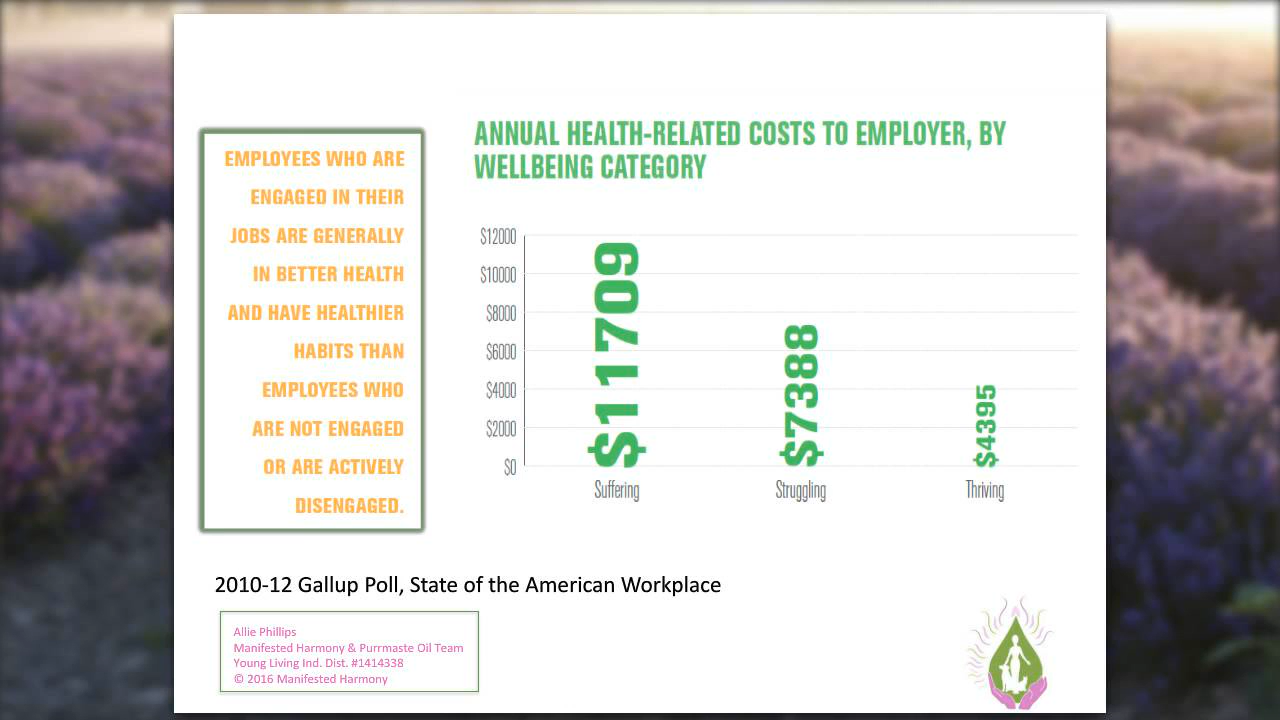 EMPLOYEES WHO ARE
ENGAGED IN THEIR
JOBS ARE GENERALLY
IN BETTER HEALTH
AND HAVE HEALTHIER
HABITS THAN
EMPLOYEES WHO
ARE NOT ENGAGED
OR ARE ACTIVELY
DISENGAGED.
ANNUAL HEALTH-RELATED COSTS TO EMPLOYER, BY
WELLBEING CATEGORY
$12000
$10000
$8000
$6000
$4000
$2000
$0
$11709
$7388
$4395
Suffering
Struggling
Thriving
2010-12 Gallup Poll, State of the American Workplace
Allie Phillips
Manifested Harmony & Purrmaste Oil Team
Young Living Ind. Dist. #1414338
© 2016 Manifested Harmony